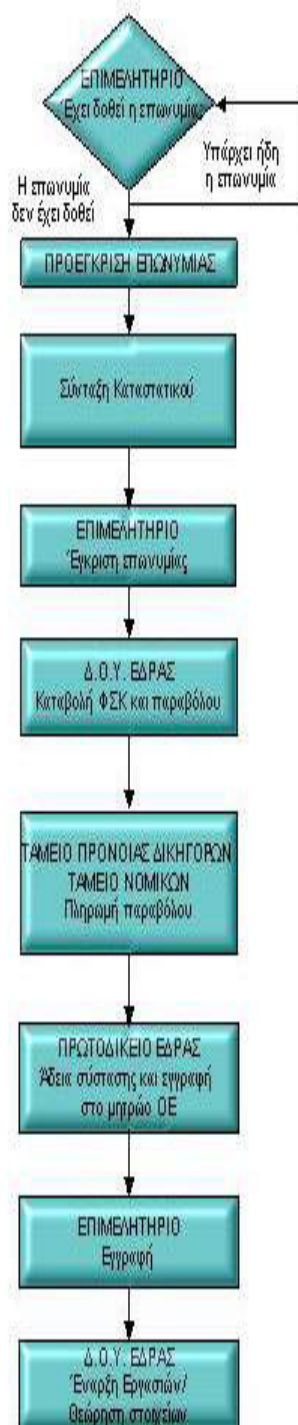 ΕΠΙΜΕΛΗΤΗΡΙΟ
Έχει δοθεί η επωνυμίας
Υπάρχει ήδη
η επωνυμία
Η επωνυμία
δεν έχει δοθεί
ΠΡΟΕΓΚΡΙΣΗ ΕΠΩΝΥΜΙΑΣ
Σύνταξη Καταστατικού
ΕΠΙΜΕΛΗΤΗΡΙΟ
Έγκριση επωνυμίας
Δ.Ο.Υ. ΕΔΡΑΣ
Καταβολή ΦΣΚ και παραβόλου
ΤΑΜΕΙΟ ΠΡΟΝΟΙΑΣ ΔΙΚΗΓΟΡΩΝ
ΤΑΜΕΙΟ ΝΟΜΙΚΩΝ
Πληρωμή παραβόλου
ΠΡΩΤΟΔΙΚΕΙΟ ΕΔΡΑΣ
Άδεια σύστασης και εγγραφή
στο μητρώο ΟΕ
ΕΠΙΜΕΛΗΤΗΡΙΟ
Εγγραφή
Δ.Ο.Υ. ΕΔΡΑΣ
Έναρξη Εργασιών/
Θεώρηση στοιχείων